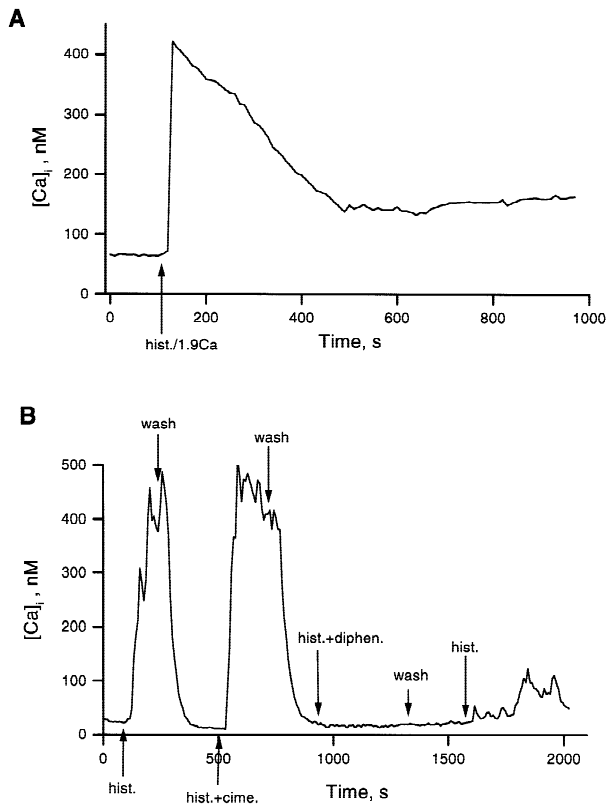 A
400
300
200
100
0
[Ca]i , nM
0 200 400 600 800 1000
hist./1.9Ca
Time, s
B
wash
wash
500
400
300
200
100
0
[Ca]i , nM
hist.+diphen.
wash
hist.
0 500 1000 1500 2000
hist.
hist.+cime.
Time, s